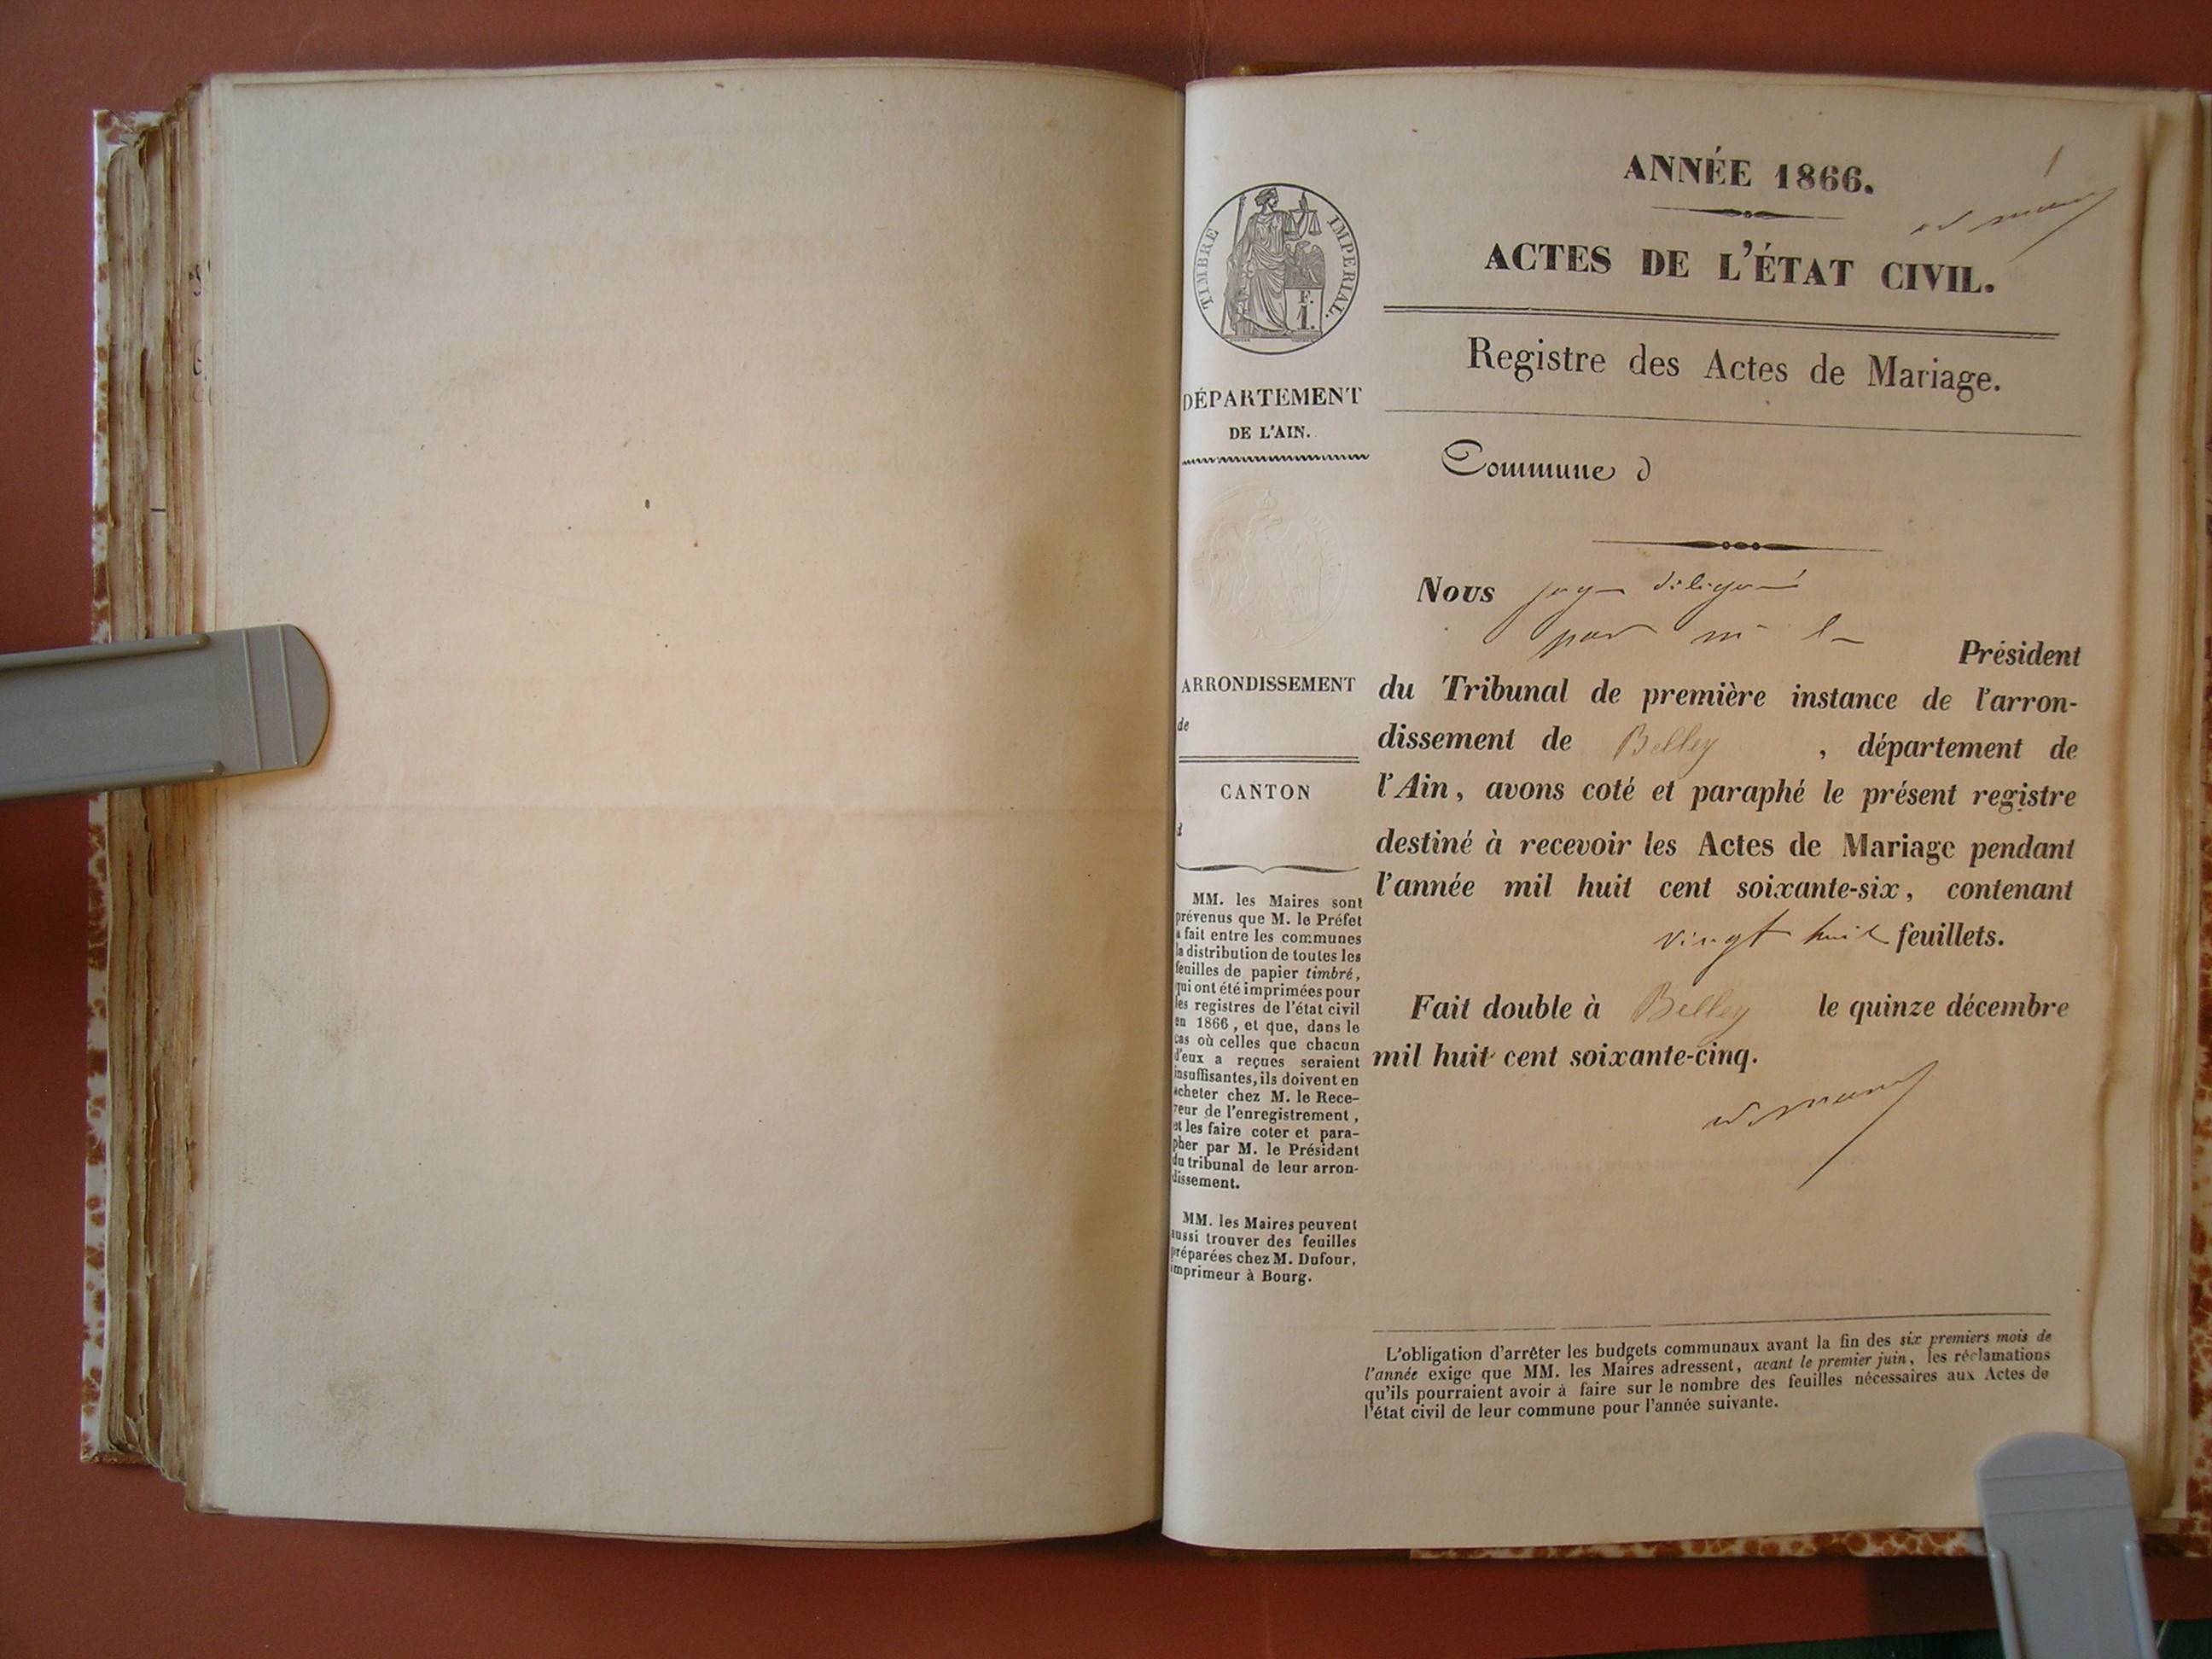 ANNÉE 1866.
1
ACTES DE L'ÉTAT CIVIL.
Registre des Actes de Mariage.
TIMBRE IMPERIAL.
F.
1.
DÉPARTEMENT
DE L'AIN.
ARRONDISSEMENT
de
CANTON
d
MM. les Maires sont
prévenus que M. le Préfet
a fait entre les communes
la distribution de toutes les
feuilles de papier timbré,
qui ont été imprimées pour
les registres de l'état civil
en 1866, et que, dans le
cas où celles que chacun
d'eux a reçues seraient
insuffisantes, ils doivent en
acheter chez M. le Rece-
veur de l'enregistrement,
et les faire coter et para-
pher par M. le Président
du tribunal de leur arron-
dissement.
MM. les Maires peuvent
aussi trouver des feuilles
préparées chez M. Dufour,
imprimeur à Bourg.
Commune d
Nous juge délégué
par m le
Président
du Tribunal de première instance de l'arron-
dissement de Belley , département de
l'Ain, avons coté et paraphé le présent registre
destiné à recevoir les Actes de Mariage pendant
l'année mil huit cent soixante-six, contenant
vingt huit feuillets.
Fait double à Belley le quinze décembre
mil huit cent soixante-cinq.
L'obligation d'arrêter les budgets communaux avant la fin des six premiers mois de
l'année exige que MM. les Maires adressent, avant le premier juin, les réclamations
qu'ils pourraient avoir à faire sur le nombre des feuilles nécessaires aux Actes de
l'état civil de leur commune pour l'année suivante.